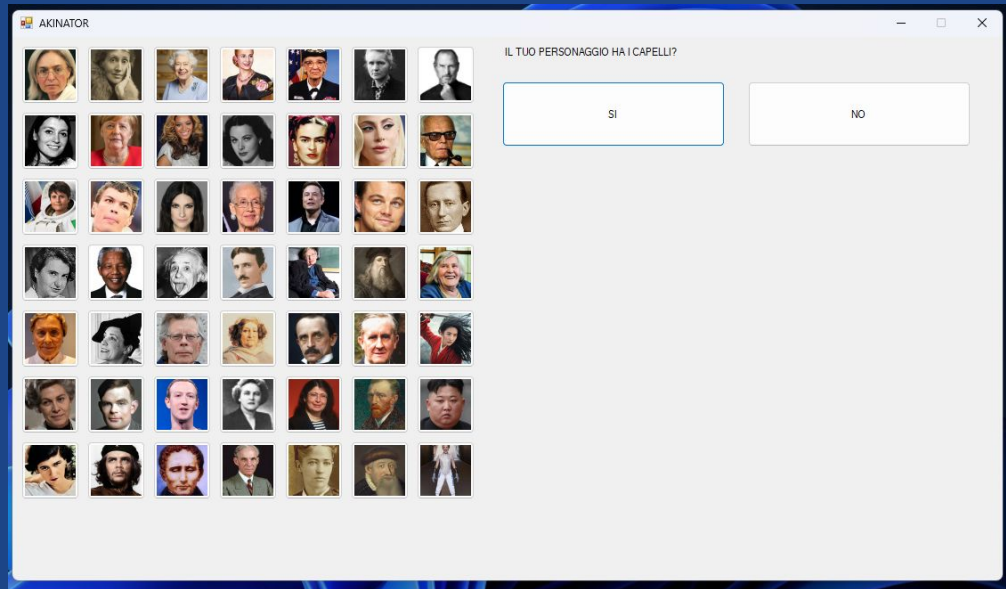 AKINATOR
IL TUO PERSONAGGIO HA I CAPELLI?
SI
NO